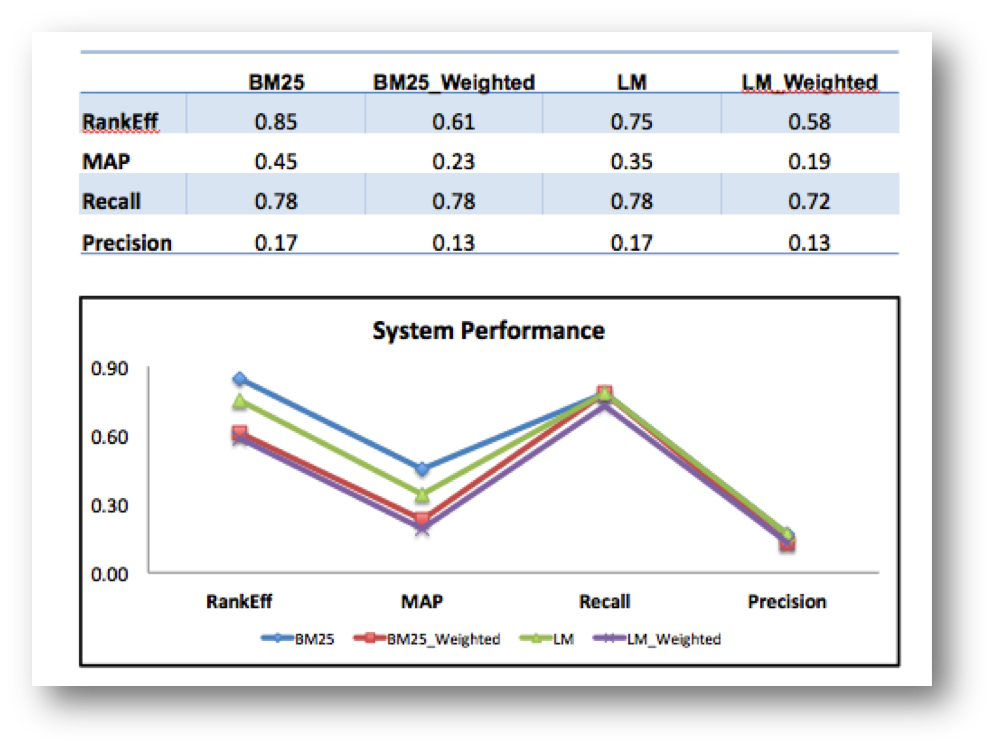 BM25 BM25_Weighted LM LM_Weighted
RankEff 0.85 0.61 0.75 0.58
MAP 0.45 0.23 0.35 0.19
Recall 0.78 0.78 0.78 0.72
Precision 0.17 0.13 0.17 0.13
System Performance
0.90
0.60
0.30
0.00
RankEff MAP Recall Precision
BM25 BM25_Weighted LM LM_Weighted